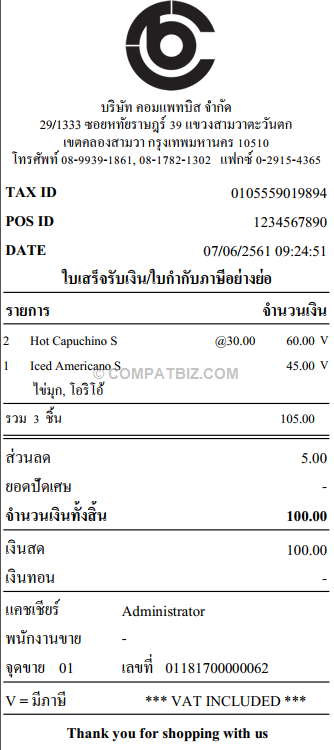 บริษัท คอมแพทบิส จำกัด
29/1333 ซอยหทัยราษฎร์ 39 แขวงสามวาตะวันตก
เขตคลองสามวา กรุงเทพมหานคร 10510
โทรศัพท์ 08-9939-1861, 08-1782-1302 แฟกซ์ 0-2915-4365
TAX ID 0105559019894
POS ID 1234567890
DATE 07/06/2561 09:24:51
ใบเสร็จรับเงิน/ใบกำกับภาษีอย่างย่อ
รายการ จำนวนเงิน
2 Hot Capuchino S @30.00 60.00 V
1 Iced Americano S 45.00 V
© COMPATBIZ.COM
ไข่มุก, โอริโอ้
รวม 3 ชิ้น 105.00
ส่วนลด 5.00
ยอดปัดเศษ -
จำนวนเงินทั้งสิ้น 100.00
เงินสด 100.00
เงินทอน -
แคชเชียร์ Administrator
พนักงานขาย -
จุดขาย 01 เลขที่ 01181700000062
V = มีภาษี *** VAT INCLUDED ***
Thank you for shopping with us